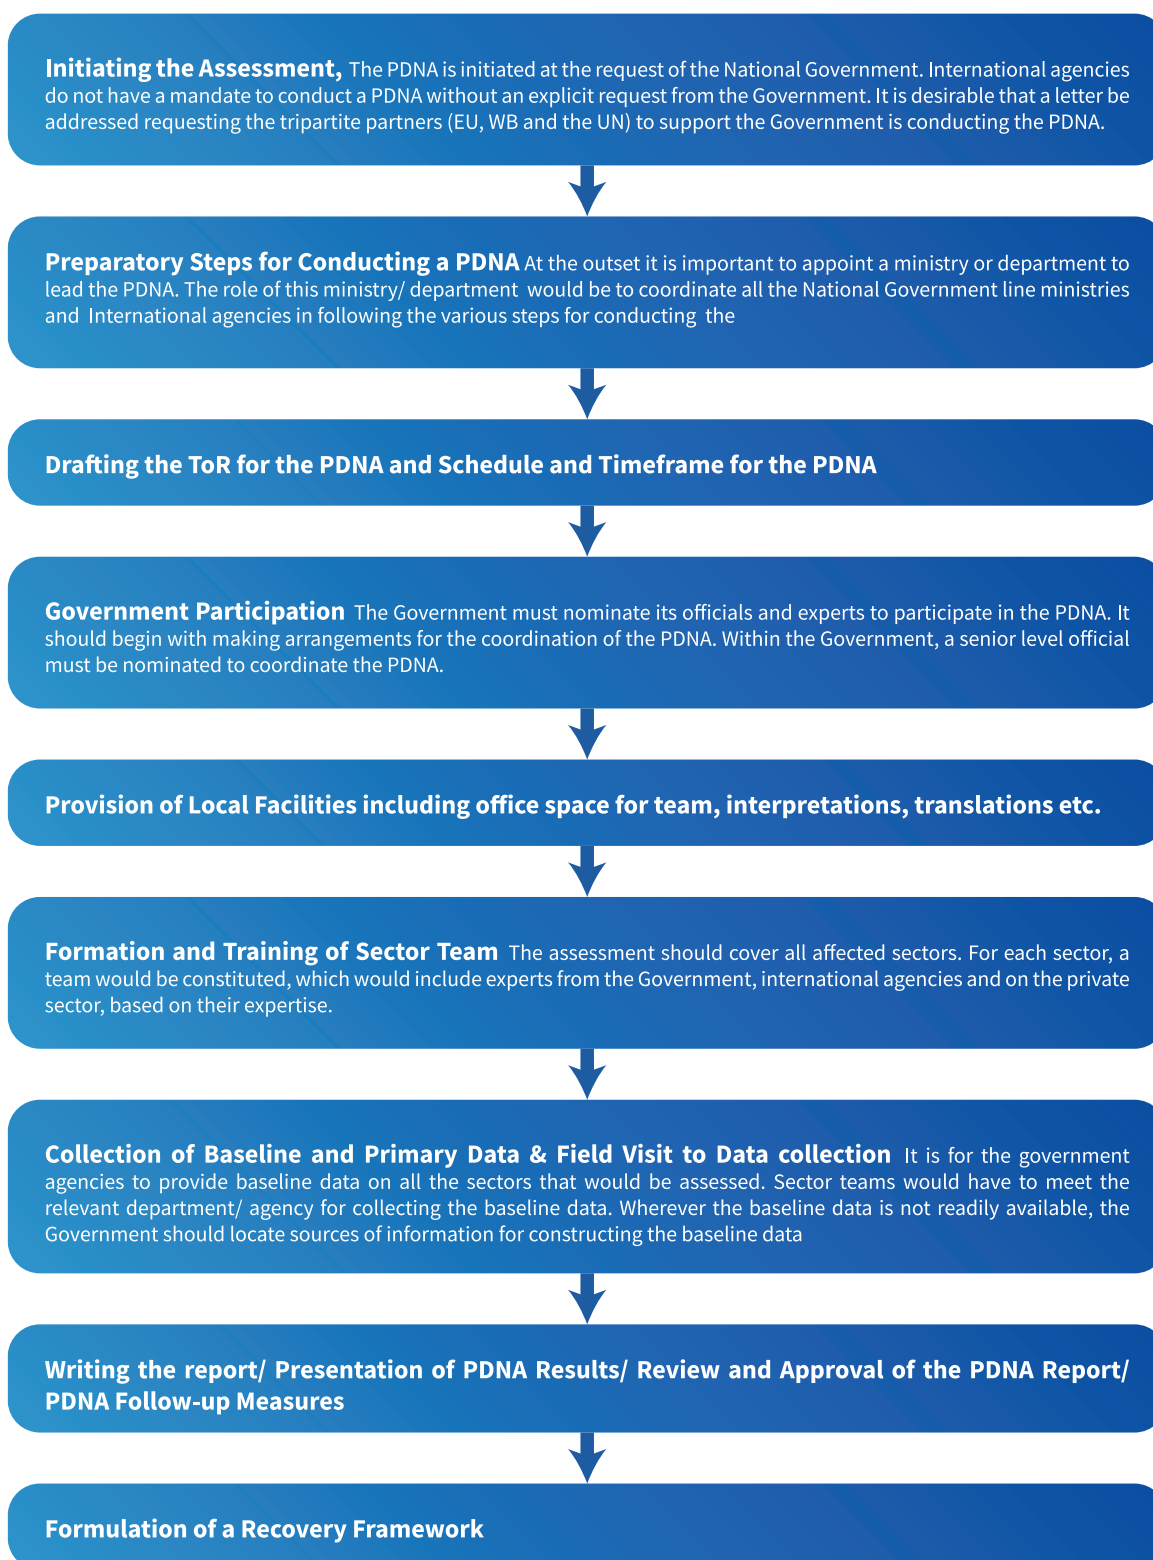 Initiating the Assessment, The PDNA is initiated at the request of the National Government. International agencies
do not have a mandate to conduct a PDNA without an explicit request from the Government. It is desirable that a letter be
addressed requesting the tripartite partners (EU, WB and the UN) to support the Government is conducting the PDNA.
Preparatory Steps for Conducting a PDNA At the outset it is important to appoint a ministry or department to
lead the PDNA. The role of this ministry/ department would be to coordinate all the National Government line ministries
and International agencies in following the various steps for conducting the
Drafting the ToR for the PDNA and Schedule and Timeframe for the PDNA
Government Participation The Government must nominate its officials and experts to participate in the PDNA. It
should begin with making arrangements for the coordination of the PDNA. Within the Government, a senior level official
must be nominated to coordinate the PDNA.
Provision of Local Facilities including office space for team, interpretations, translations etc.
Formation and Training of Sector Team The assessment should cover all affected sectors. For each sector, a
team would be constituted, which would include experts from the Government, international agencies and on the private
sector, based on their expertise.
Collection of Baseline and Primary Data & Field Visit to Data collection It is for the government
agencies to provide baseline data on all the sectors that would be assessed. Sector teams would have to meet the
relevant department/ agency for collecting the baseline data. Wherever the baseline data is not readily available, the
Government should locate sources of information for constructing the baseline data
Writing the report/ Presentation of PDNA Results/ Review and Approval of the PDNA Report/
PDNA Follow-up Measures
Formulation of a Recovery Framework